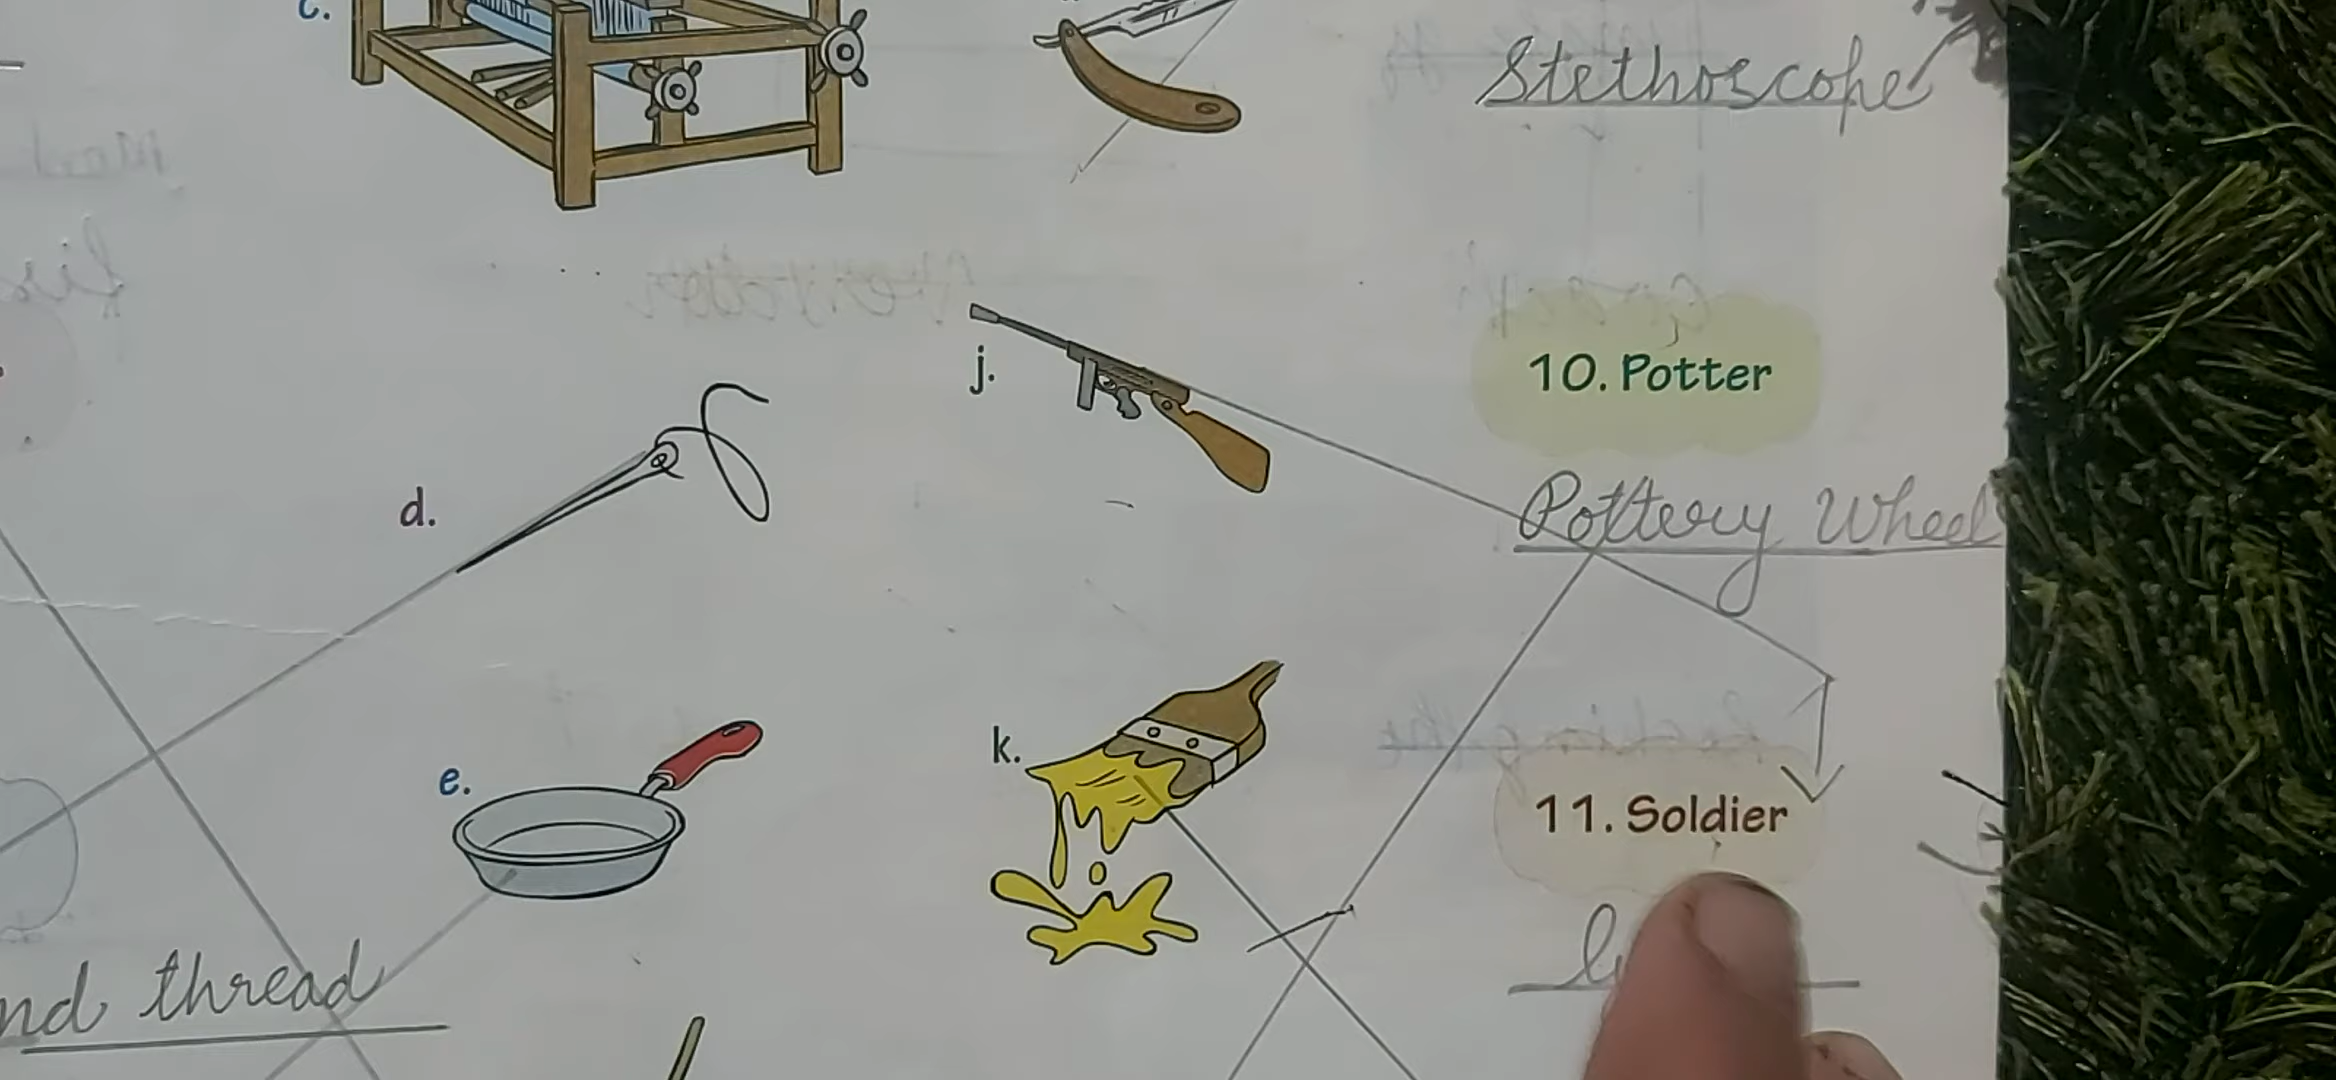 c.
Stethoscope
j.
10. Potter
d.
Pottery Wheel
k.
e.
11. Soldier
nd thread